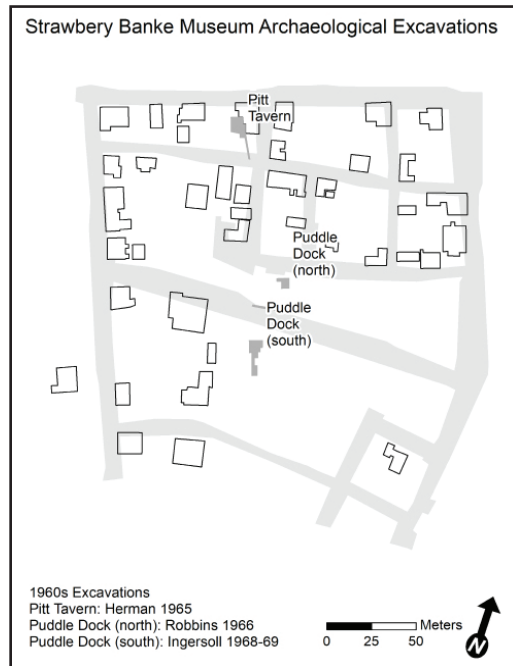 Strawbery Banke Museum Archaeological Excavations
Pitt
Tavern
Puddle
Dock
(north)
Puddle
Dock
(south)
1960s Excavations
Pitt Tavern: Herman 1965
Puddle Dock (north): Robbins 1966
Puddle Dock (south): Ingersoll 1968-69
Meters
0 25 50
N